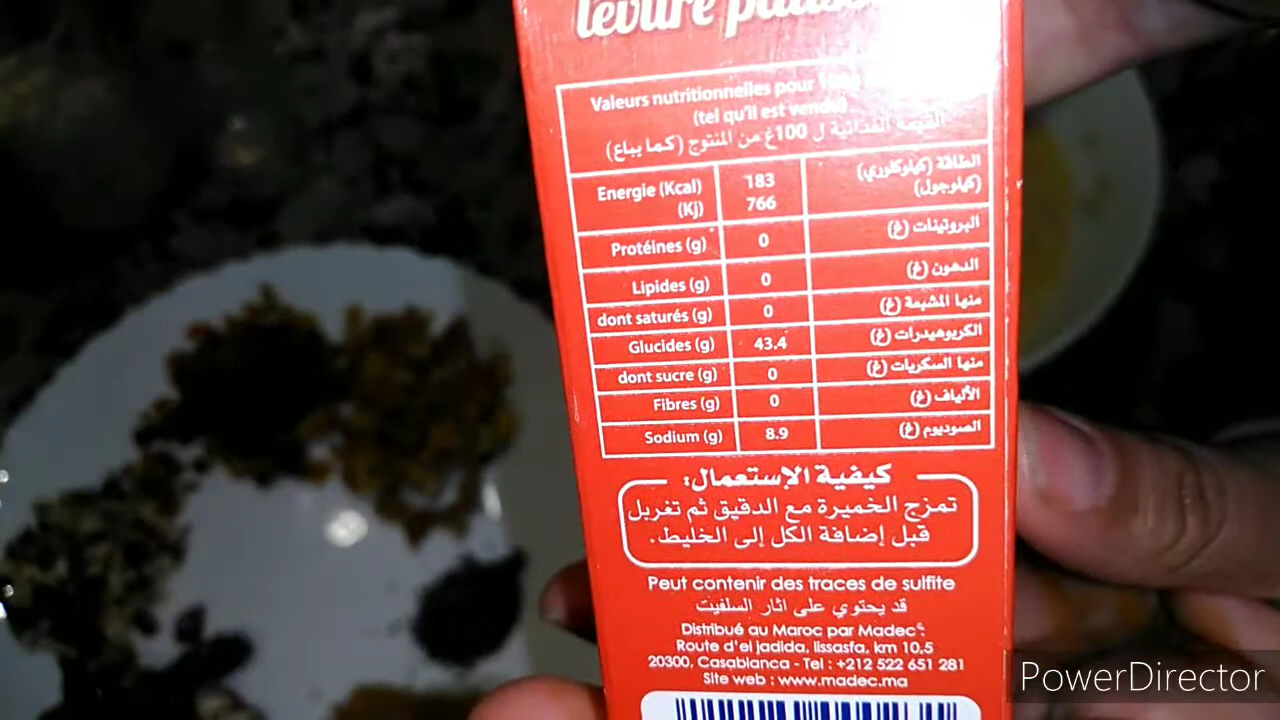 levure
Valeurs nutritionnelles pour
(tel qu'il est vendu)
القيمة الغذائية ل 100غ من المنتوج (كما يباع)
Energie (Kcal) 183 الطاقة (كيلوكلوري)
(Kj) 766 (كيلوجول)
Protéines (g) 0 البروتينات (غ)
Lipides (g) 0 الدهون (غ)
dont saturés (g) 0 منها المشبعة (غ)
Glucides (g) 43.4 الكربوهيدرات (غ)
dont sucre (g) 0 منها السكريات (غ)
Fibres (g) 0 الألياف (غ)
Sodium (g) 8.9 الصوديوم (غ)
كيفية الإستعمال:
تمزج الخميرة مع الدقيق ثم تغربل
قبل إضافة الكل إلى الخليط.
Peut contenir des traces de sulfite
قد يحتوي على اثار السلفيت
Distribué au Maroc par Madec®:
Route d'el jadida, lissasfa, km 10,5
20300, Casablanca - Tel : +212 522 651 281
Site web : www.madec.ma
PowerDirector